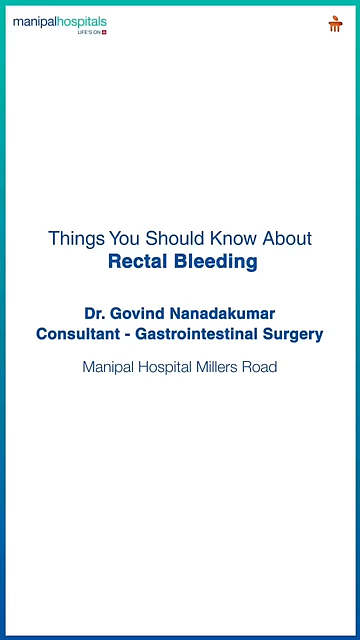 manipalhospitals
LIFE'S ON
Things You Should Know About
Rectal Bleeding
Dr. Govind Nanadakumar
Consultant - Gastrointestinal Surgery
Manipal Hospital Millers Road